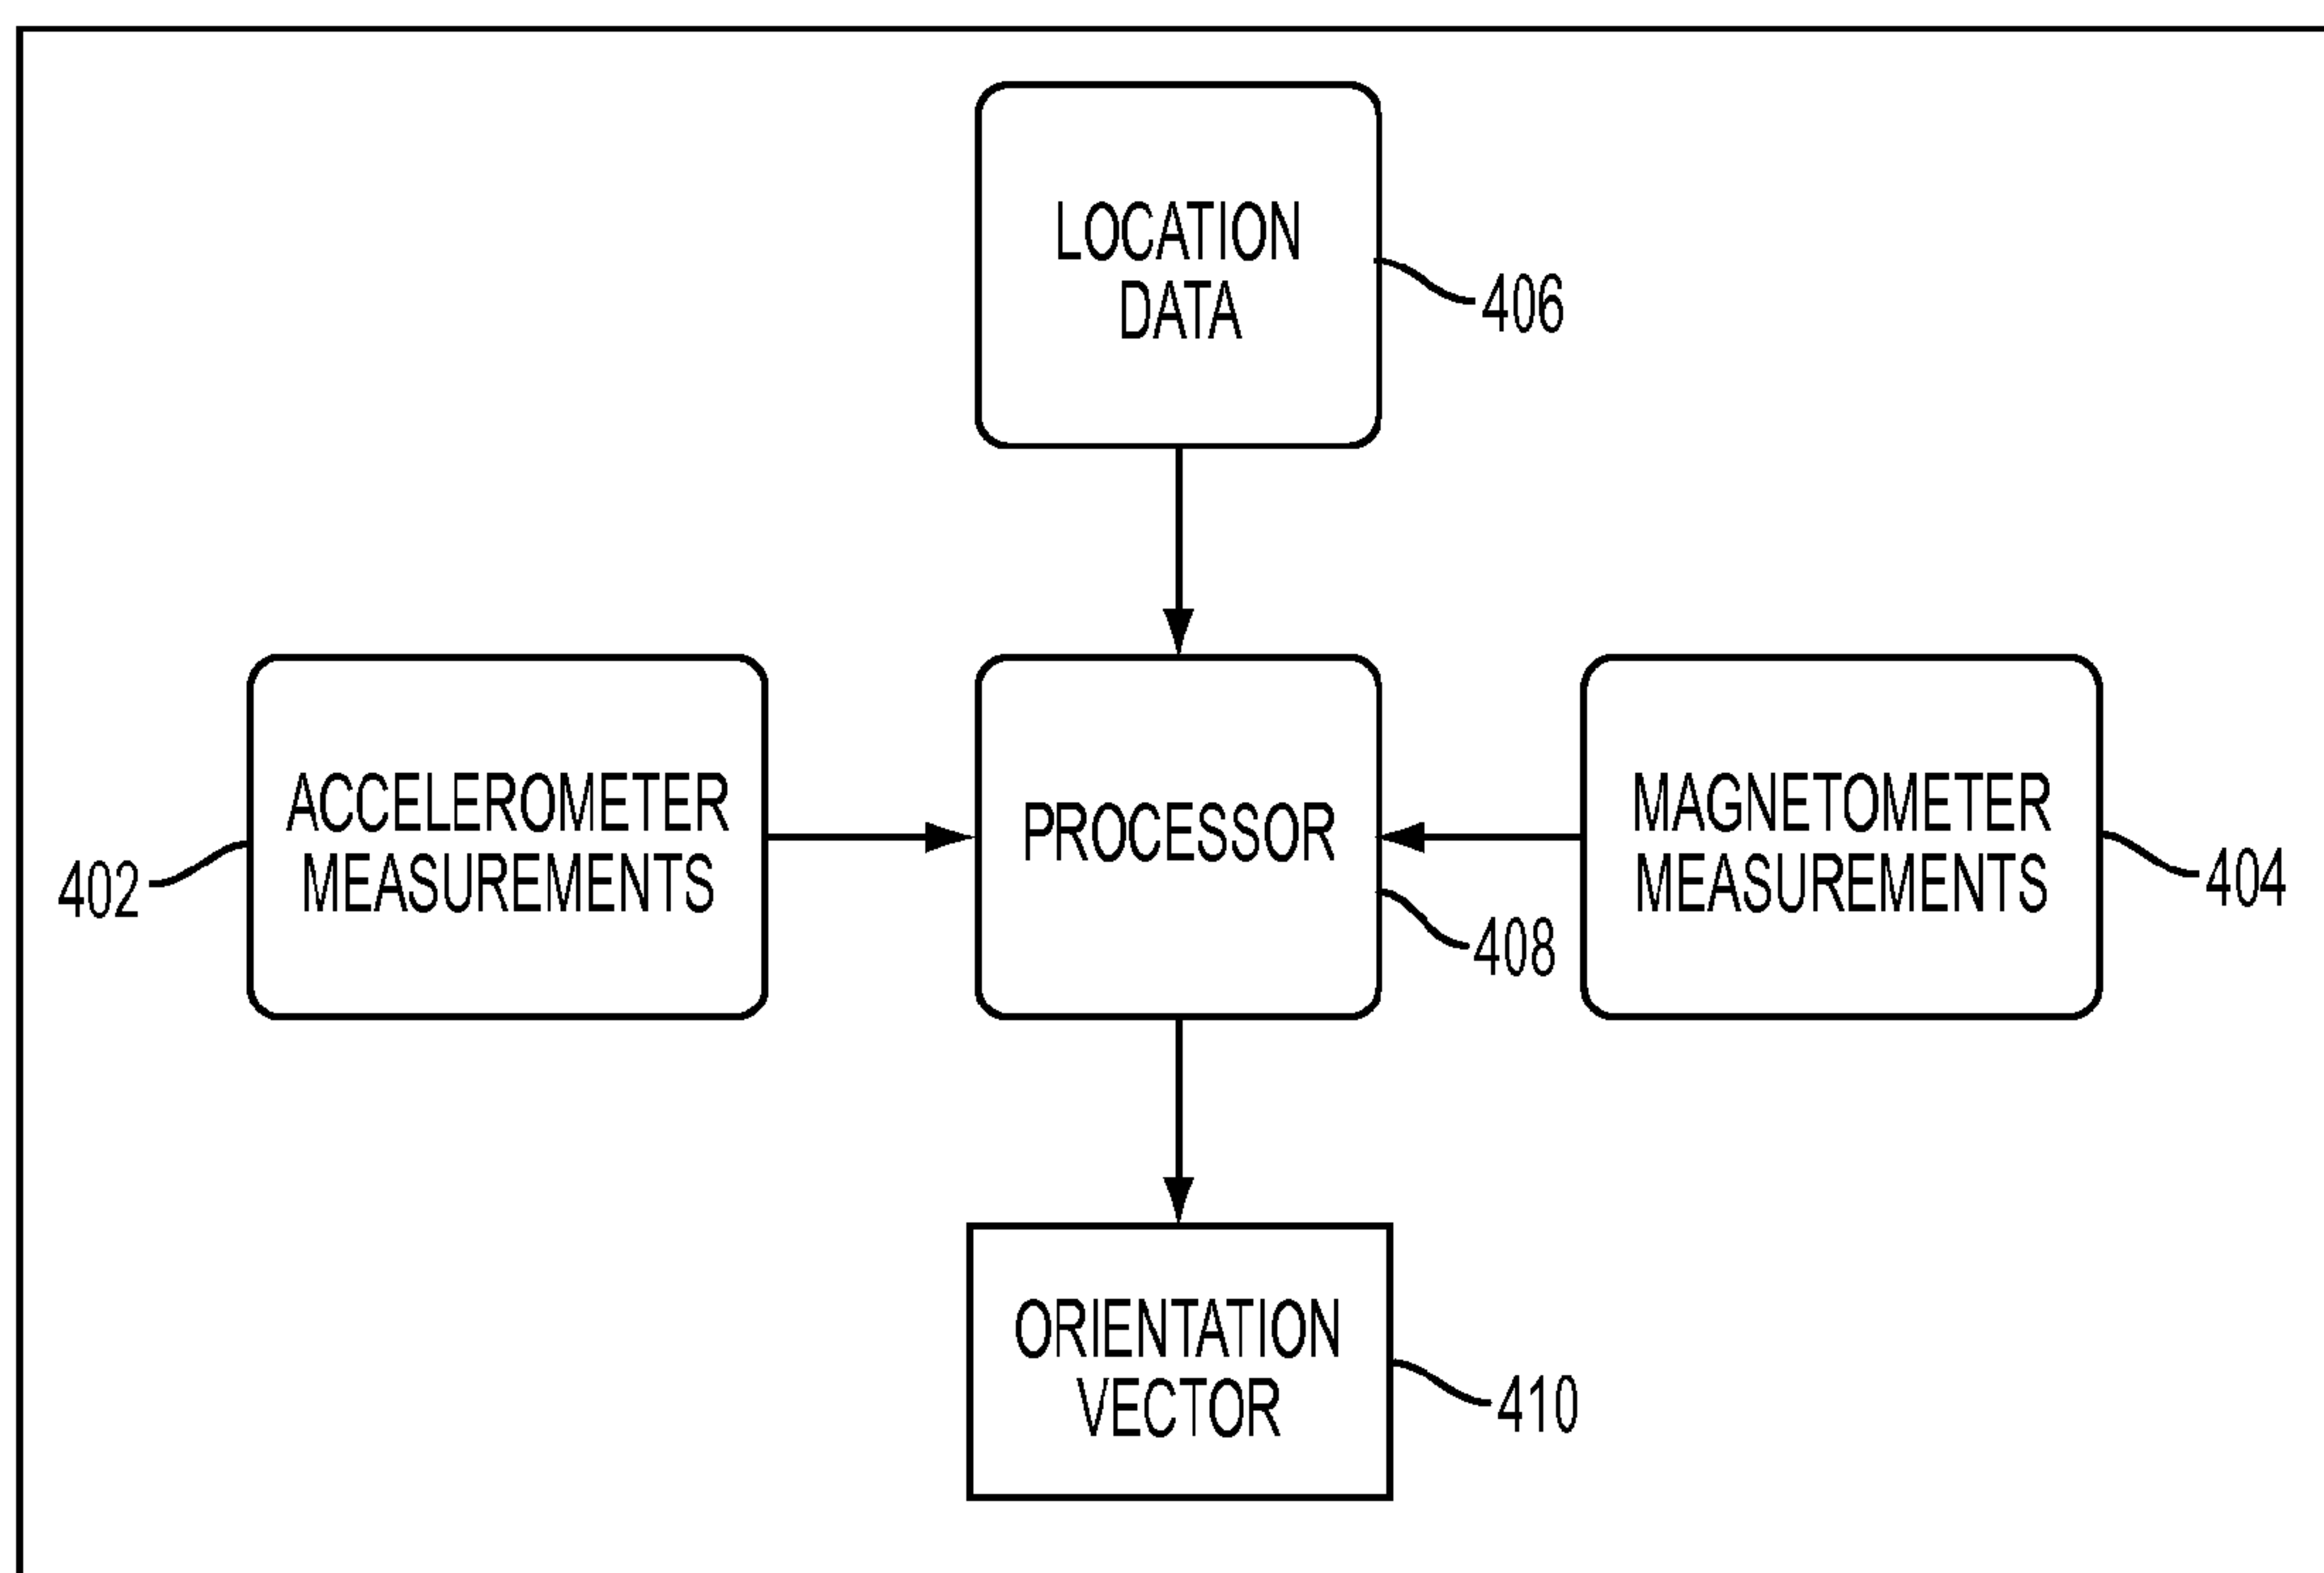 LOCATION
DATA
406
ACCELEROMETER
MEASUREMENTS
402
PROCESSOR
408
MAGNETOMETER
MEASUREMENTS
404
ORIENTATION
VECTOR
410